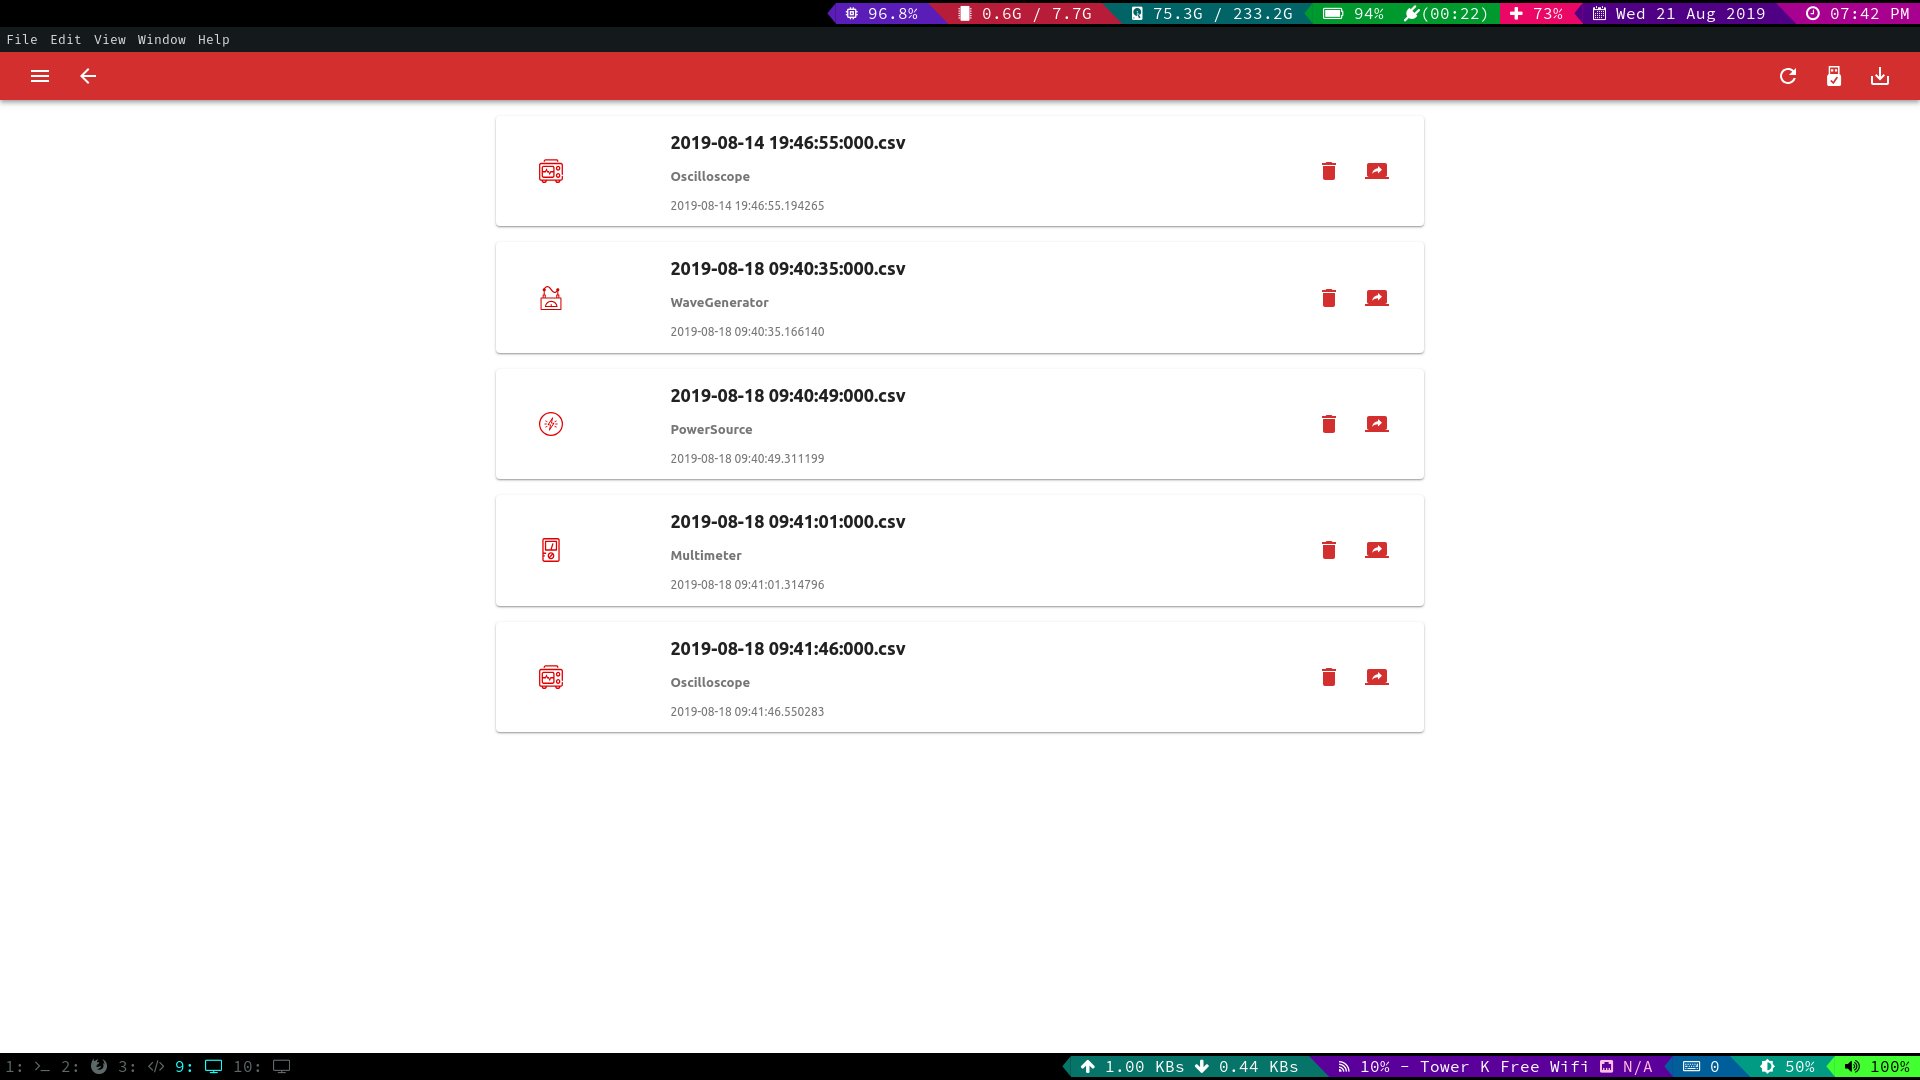 96.8% 0.6G / 7.7G 75.3G / 233.2G 94% (00:22) 73% Wed 21 Aug 2019 07:42 PM
File Edit View Window Help
2019-08-14 19:46:55:000.csv
Oscilloscope
2019-08-14 19:46:55.194265
2019-08-18 09:40:35:000.csv
WaveGenerator
2019-08-18 09:40:35.166140
2019-08-18 09:40:49:000.csv
PowerSource
2019-08-18 09:40:49.311199
2019-08-18 09:41:01:000.csv
Multimeter
2019-08-18 09:41:01.314796
2019-08-18 09:41:46:000.csv
Oscilloscope
2019-08-18 09:41:46.550283
1: 2: 3: 9: 10: 1.00 KBs 0.44 KBs 10% - Tower K Free Wifi N/A 0 50% 100%